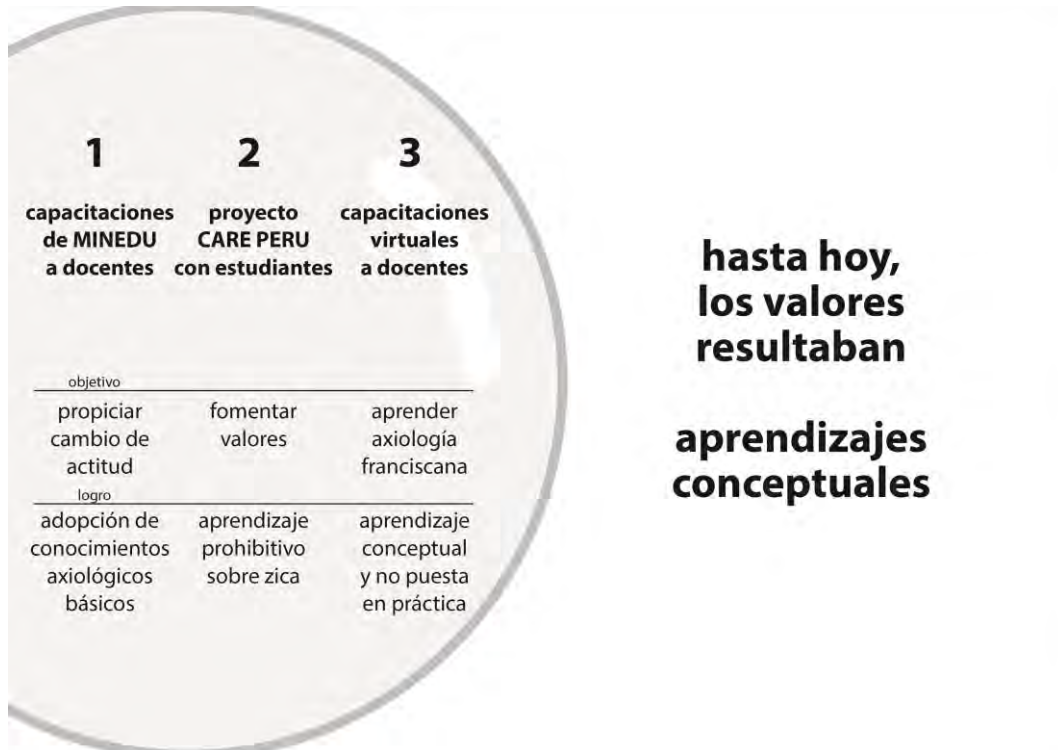 1
capacitaciones
de MINEDU
a docentes
2
proyecto
CARE PERU
con estudiantes
3
capacitaciones
virtuales
a docentes
objetivo
propiciar
cambio de
actitud
fomentar
valores
aprender
axiología
franciscana
logro
adopción de
conocimientos
axiológicos
básicos
aprendizaje
prohibitivo
sobre zica
aprendizaje
conceptual
y no puesta
en práctica
hasta hoy,
los valores
resultaban
aprendizajes
conceptuales